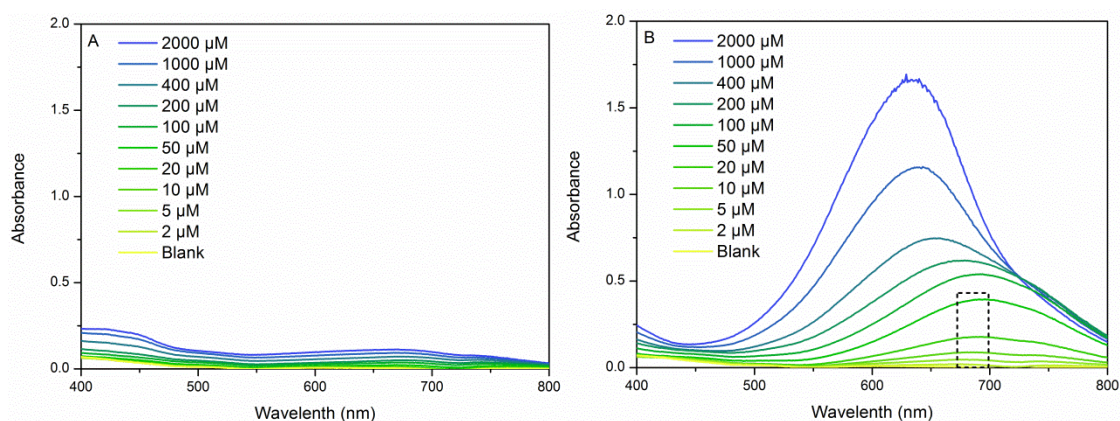 A
2000 µM
1000 µM
400 µM
200 µM
100 µM
50 µM
20 µM
10 µM
5 µM
2 µM
Blank
2.0
1.5
1.0
0.5
0.0
Absorbance
400
500
600
700
800
Wavelenth (nm)
B
2000 µM
1000 µM
400 µM
200 µM
100 µM
50 µM
20 µM
10 µM
5 µM
2 µM
Blank
2.0
1.5
1.0
0.5
0.0
Absorbance
400
500
600
700
800
Wavelenth (nm)